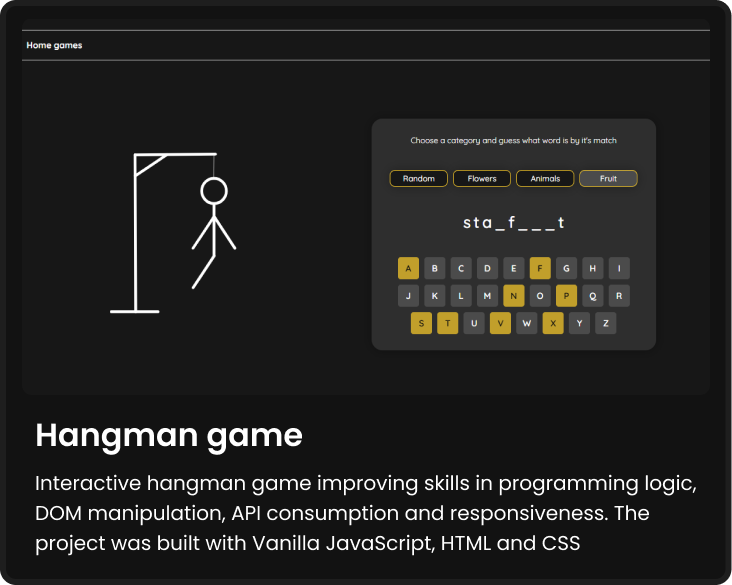 Home games
Choose a category and guess what word is by it's match
Random Flowers Animals Fruit
sta_f___t
A B C D E F G H I
J K L M N O P Q R
S T U V W X Y Z
Hangman game
Interactive hangman game improving skills in programming logic,
DOM manipulation, API consumption and responsiveness. The
project was built with Vanilla JavaScript, HTML and CSS